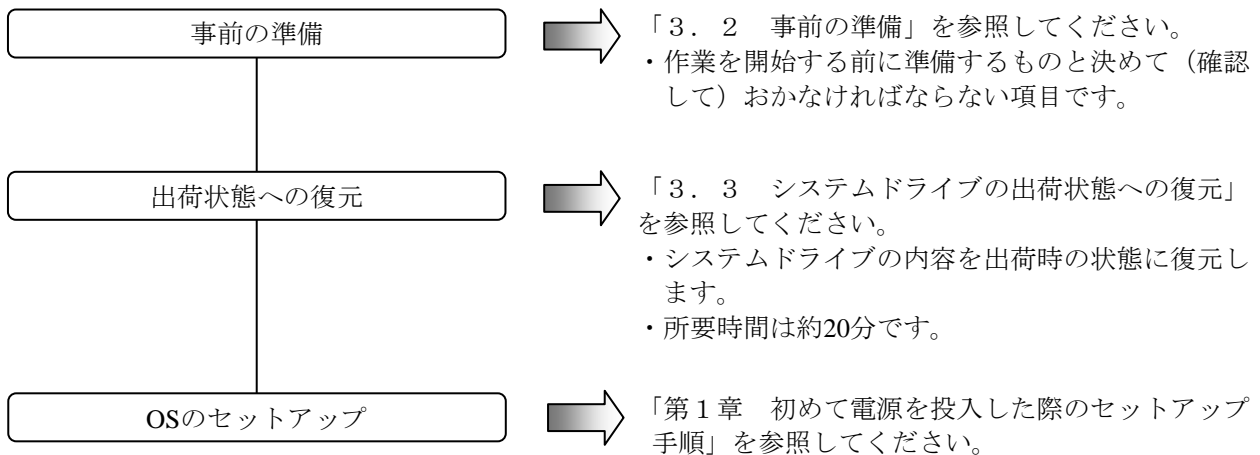 事前の準備
「３．２　事前の準備」を参照してください。
・作業を開始する前に準備するものと決めて（確認
して）おかなければならない項目です。
出荷状態への復元
「３．３　システムドライブの出荷状態への復元」
を参照してください。
・システムドライブの内容を出荷時の状態に復元し
ます。
・所要時間は約20分です。
OSのセットアップ
「第１章　初めて電源を投入した際のセットアップ
手順」を参照してください。